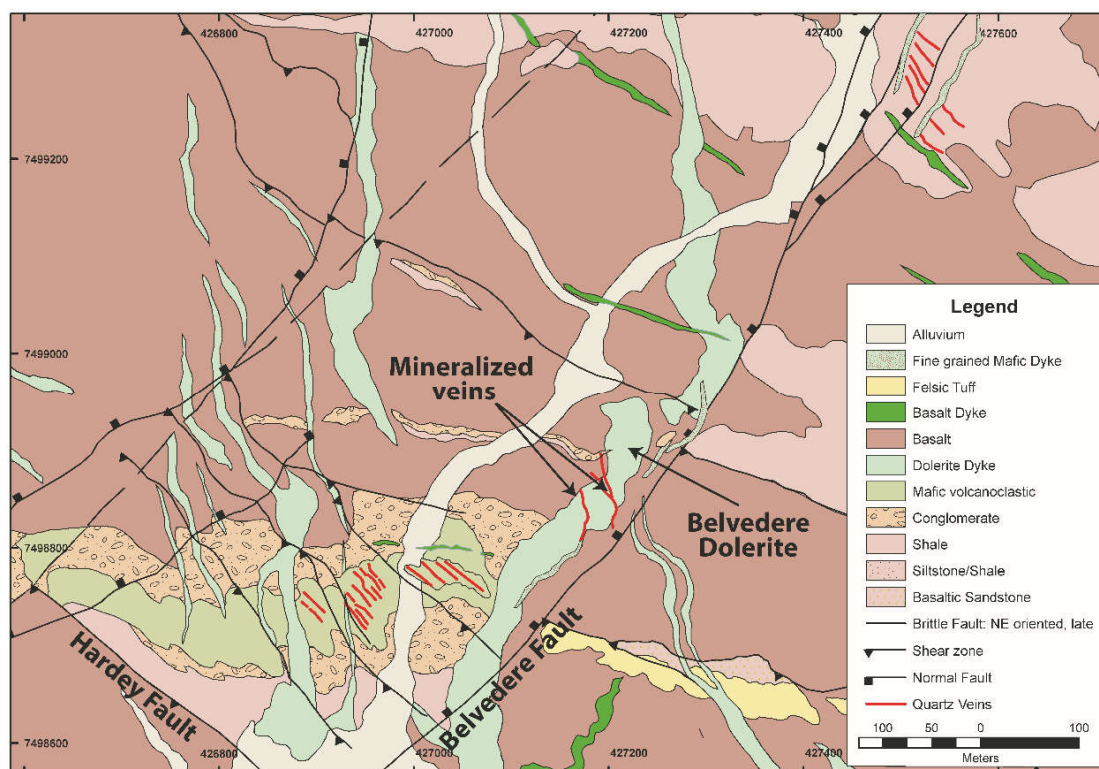 426800
427000
427200
427400
427600
7499200
7499000
7498800
7498600
Mineralized
veins
Belvedere
Dolerite
Hardey Fault
Belvedere Fault
426800
427000
427200
427400
Legend
Alluvium
Fine grained Mafic Dyke
Felsic Tuff
Basalt Dyke
Basalt
Dolerite Dyke
Mafic volcanoclastic
Conglomerate
Shale
Siltstone/Shale
Basaltic Sandstone
Brittle Fault: NE oriented, late
Shear zone
Normal Fault
Quartz Veins
100 50 0 100
Meters